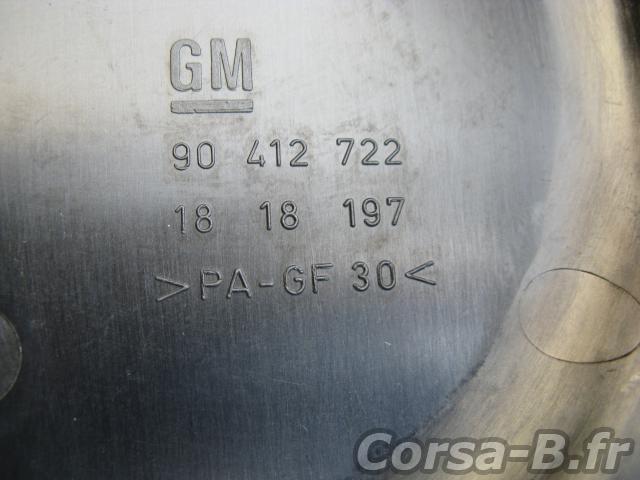 GM
90 412 722
18 18 197
>PA-GF 30<
Corsa-B.fr